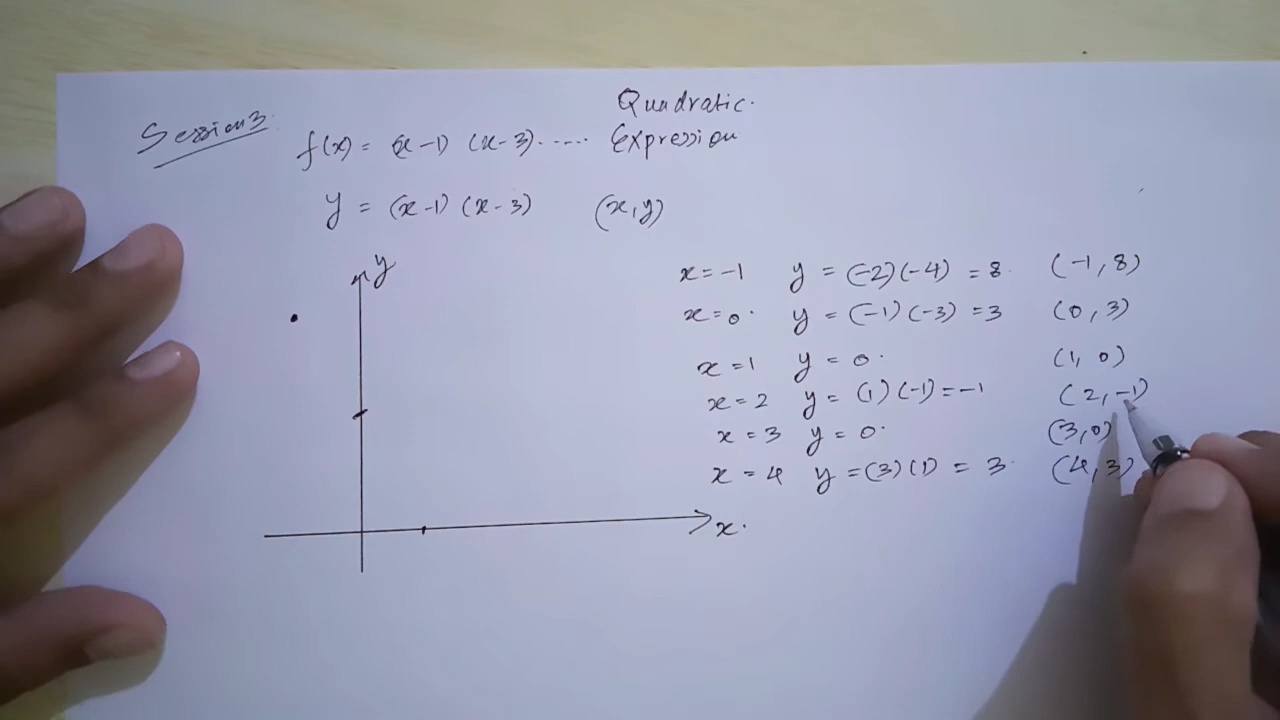 Session 3:
Quadratic.
f(x) = (x-1) (x-3)..... Expression
y = (x-1) (x-3) (x,y)
y
x=-1 y = (-2)(-4) = 8. (-1,8)
x=0. y = (-1)(-3) =3 (0,3)
x=1 y = 0. (1,0)
x=2 y = (1)(-1)=-1 (2,-1)
x=3 y=0. (3,0)
x=4 y=(3)(1) = 3. (4,3)
x.